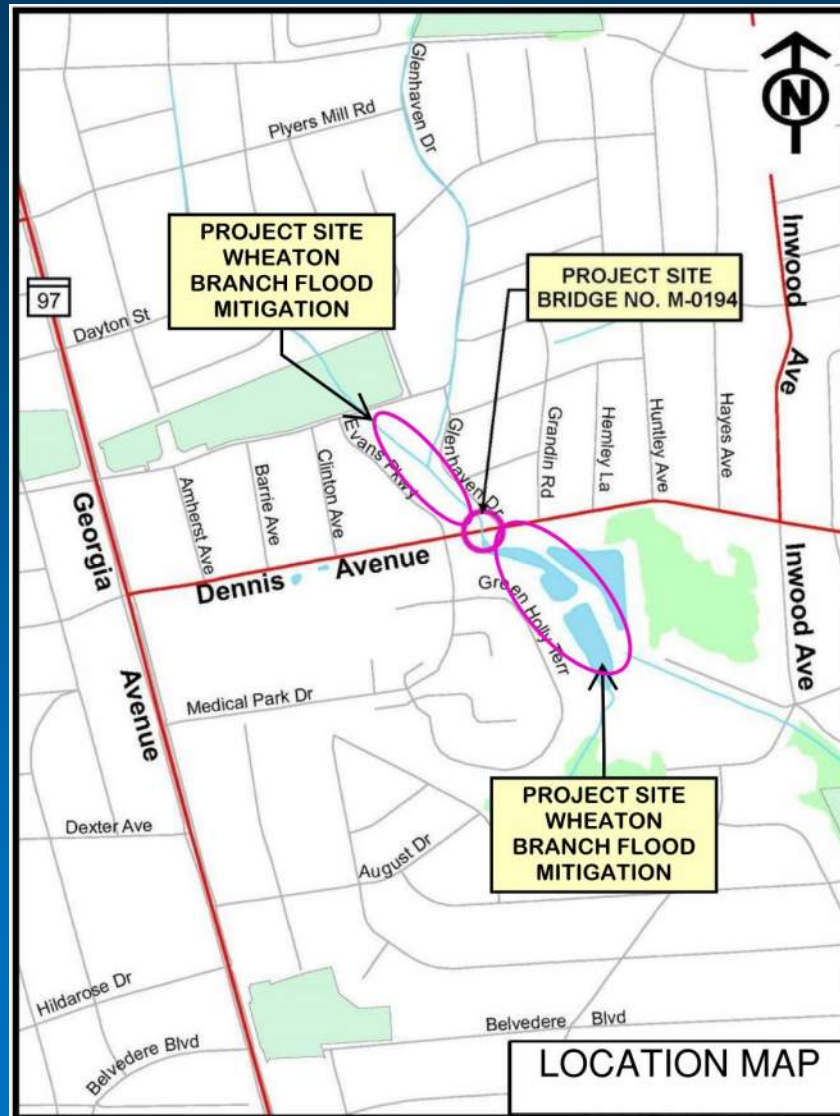 Glenhaven Dr
N
Plyers Mill Rd
PROJECT SITE
WHEATON
BRANCH FLOOD
MITIGATION
PROJECT SITE
BRIDGE NO. M-0194
Inwood Ave
97
Dayton St
Evans Pkwy
Glenhaven Dr
Grandin Rd
Hemley La
Huntley Ave
Hayes Ave
Amherst Ave
Barrie Ave
Clinton Ave
Georgia Avenue
Dennis Avenue
Green Holly Terr
Inwood Ave
Medical Park Dr
PROJECT SITE
WHEATON
BRANCH FLOOD
MITIGATION
Dexter Ave
August Dr
Hildarose Dr
Belvedere Blvd
Belvedere Blvd
LOCATION MAP